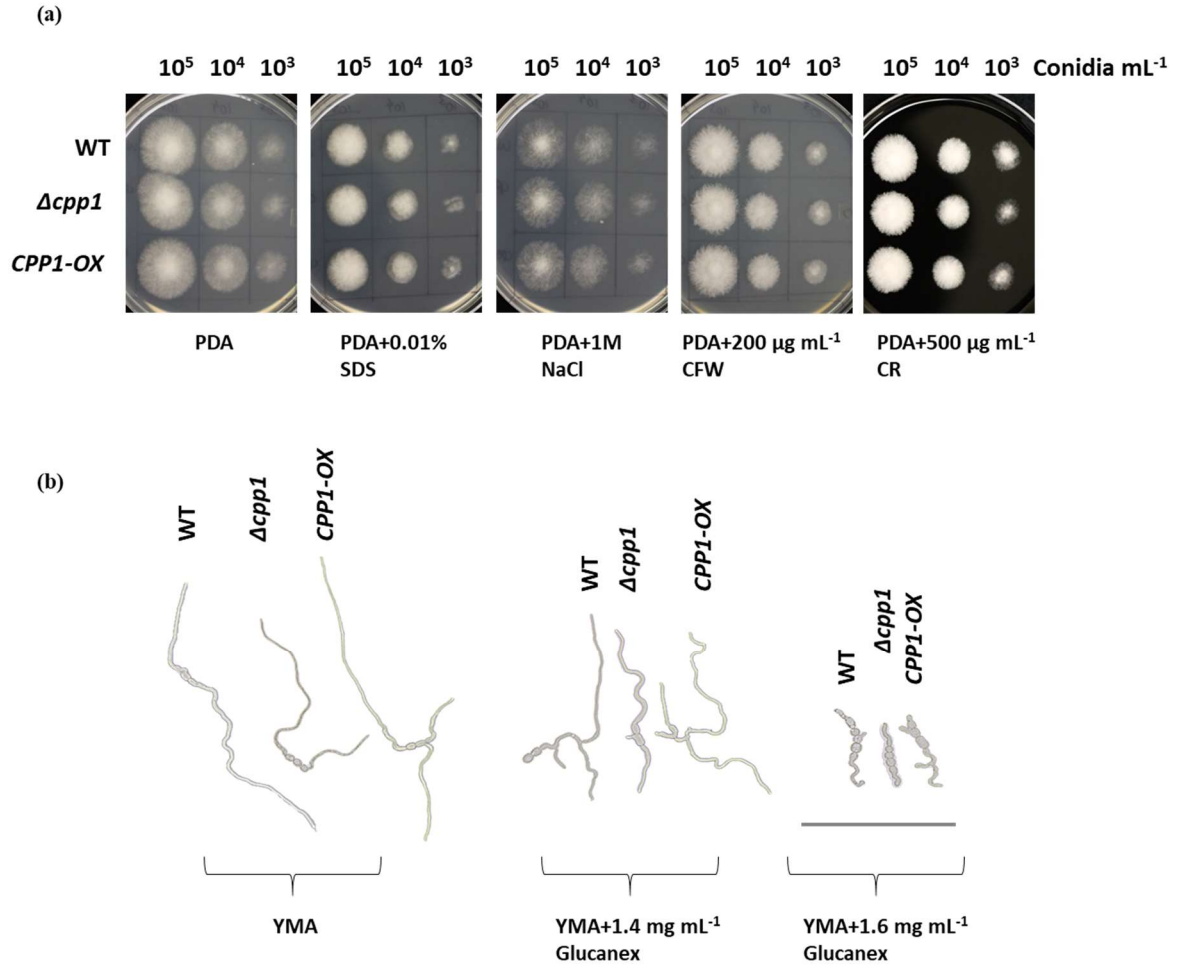 (a)
10⁵ 10⁴ 10³ 10⁵ 10⁴ 10³ 10⁵ 10⁴ 10³ 10⁵ 10⁴ 10³ 10⁵ 10⁴ 10³ Conidia mL⁻¹
WT
Δcpp1
CPP1-OX
PDA
PDA+0.01%
SDS
PDA+1M
NaCl
PDA+200 µg mL⁻¹
CFW
PDA+500 µg mL⁻¹
CR
(b)
WT
Δcpp1
CPP1-OX
WT
Δcpp1
CPP1-OX
WT
Δcpp1
CPP1-OX
YMA
YMA+1.4 mg mL⁻¹
Glucanex
YMA+1.6 mg mL⁻¹
Glucanex